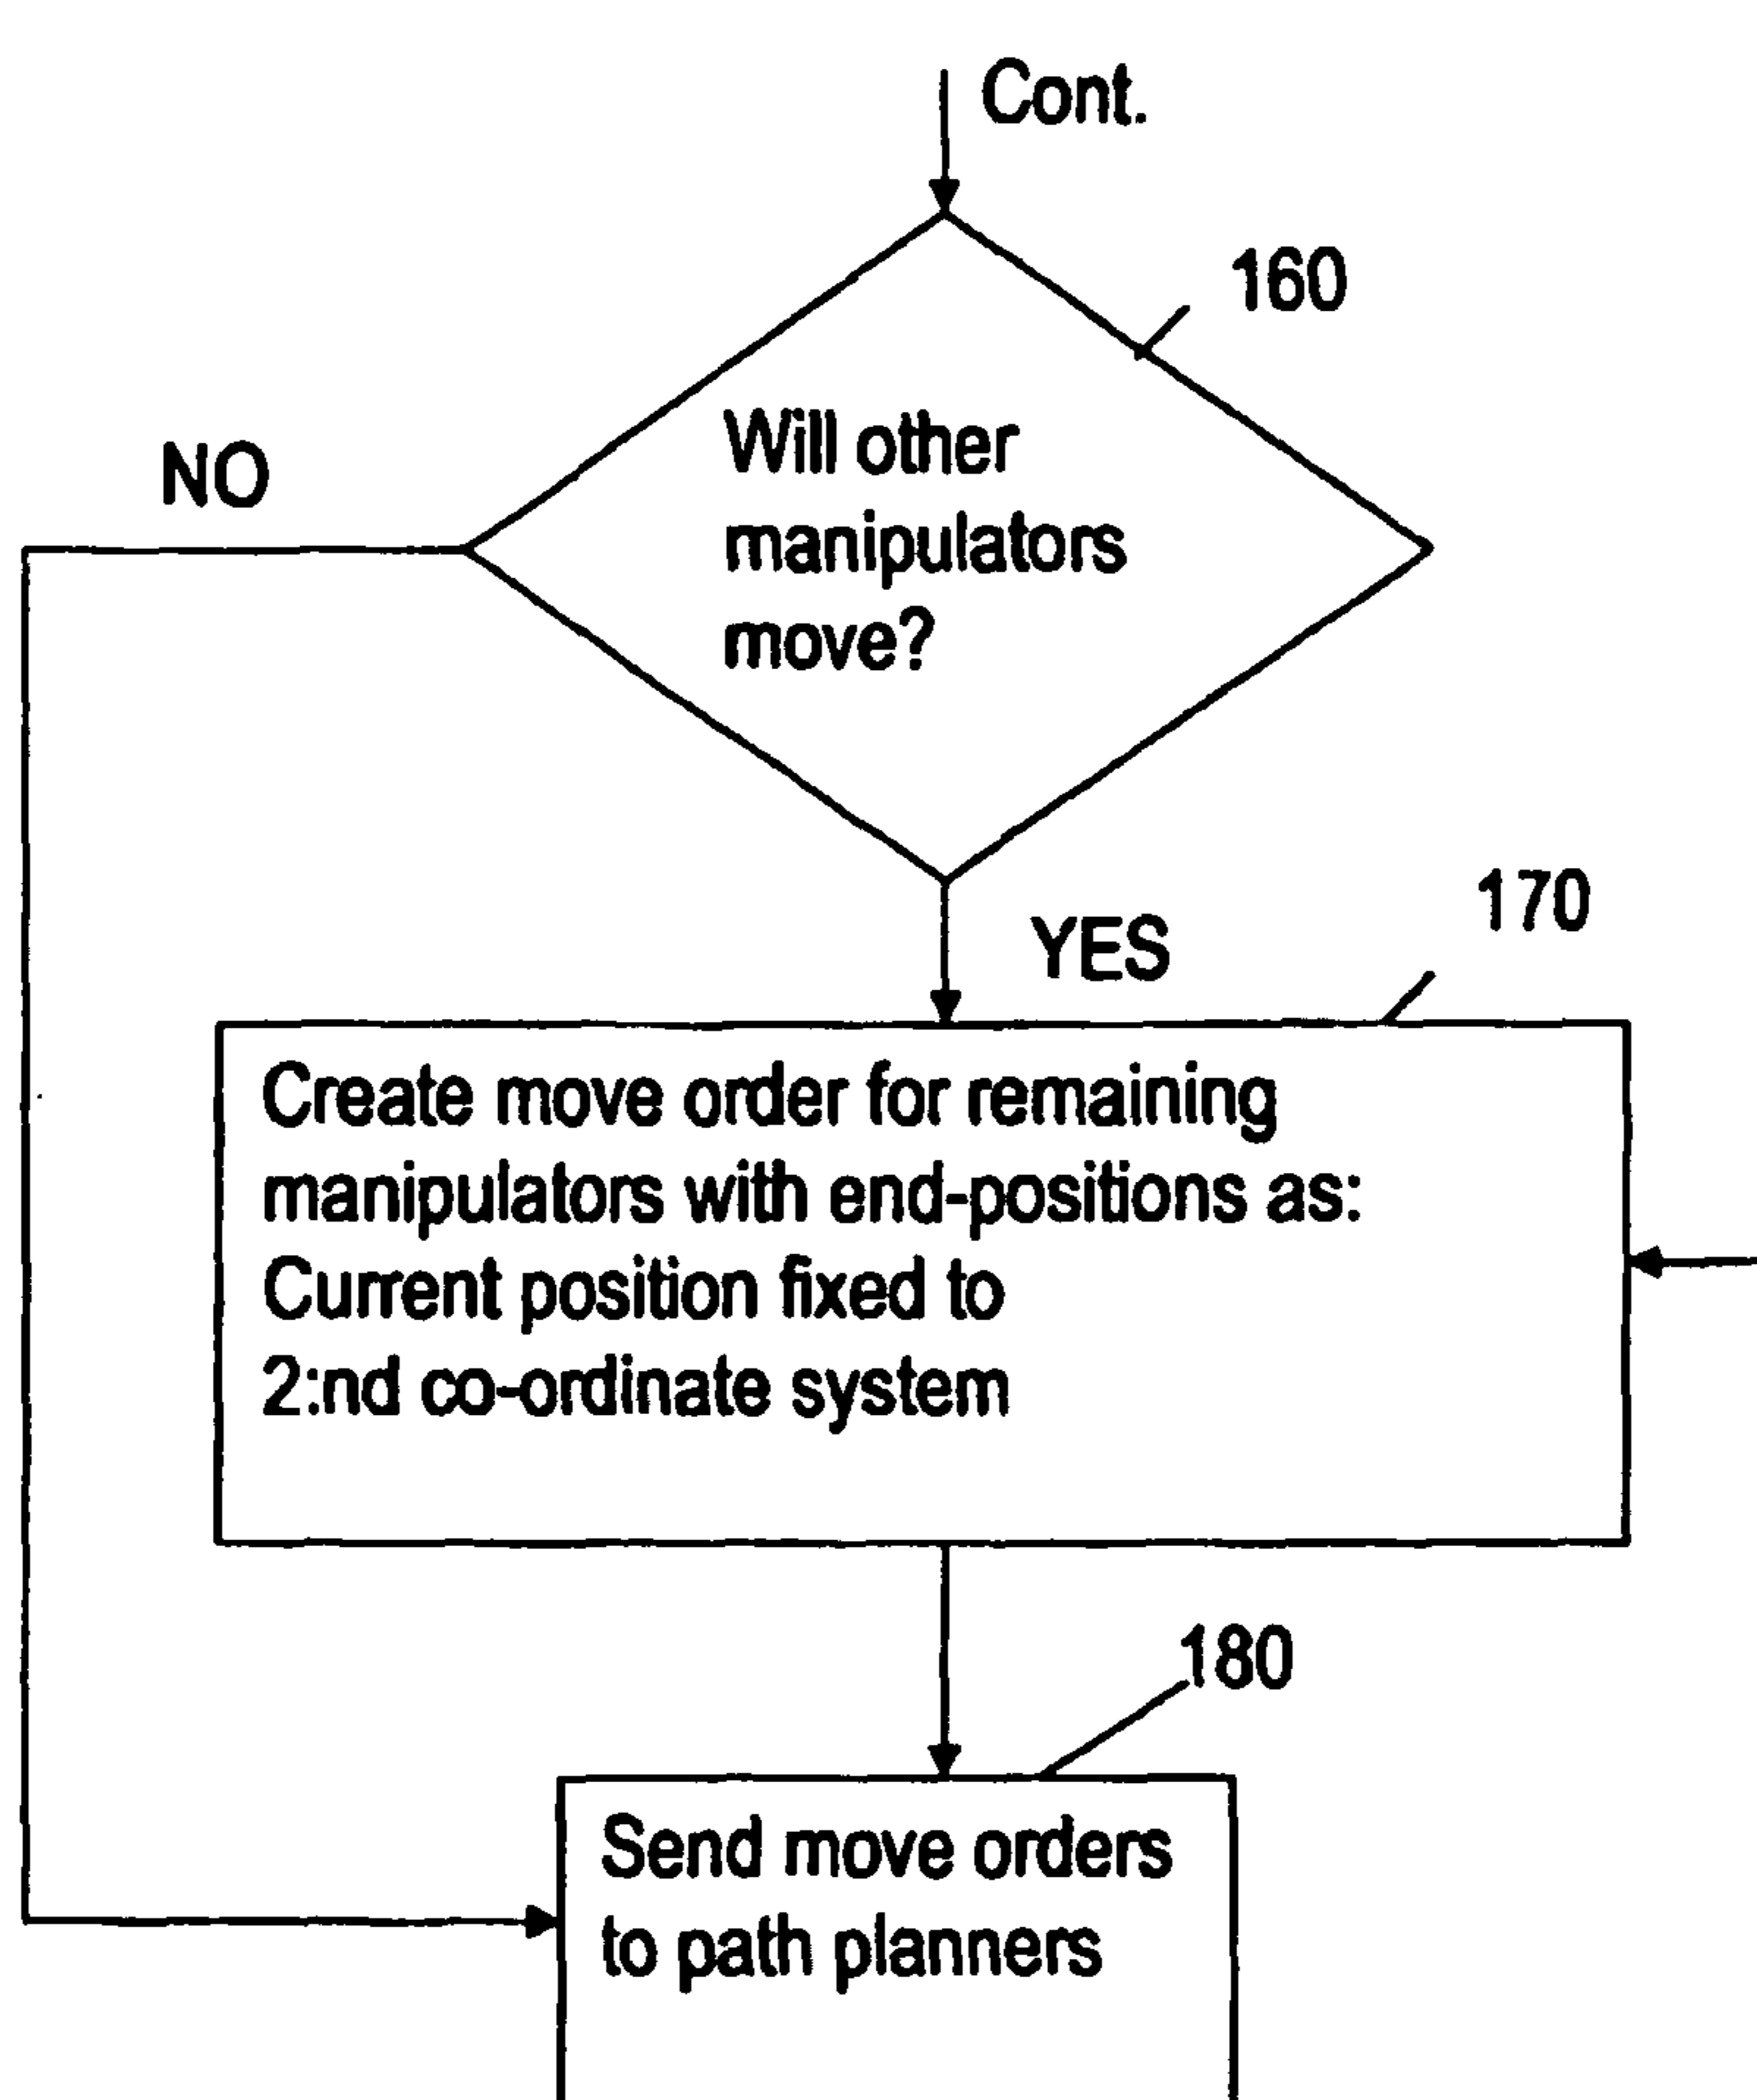 Cont.
160
NO
Will other
manipulators
move?
170
YES
Create move order for remaining
manipulators with end-positions as:
Current position fixed to
2:nd co-ordinate system
180
Send move orders
to path planners